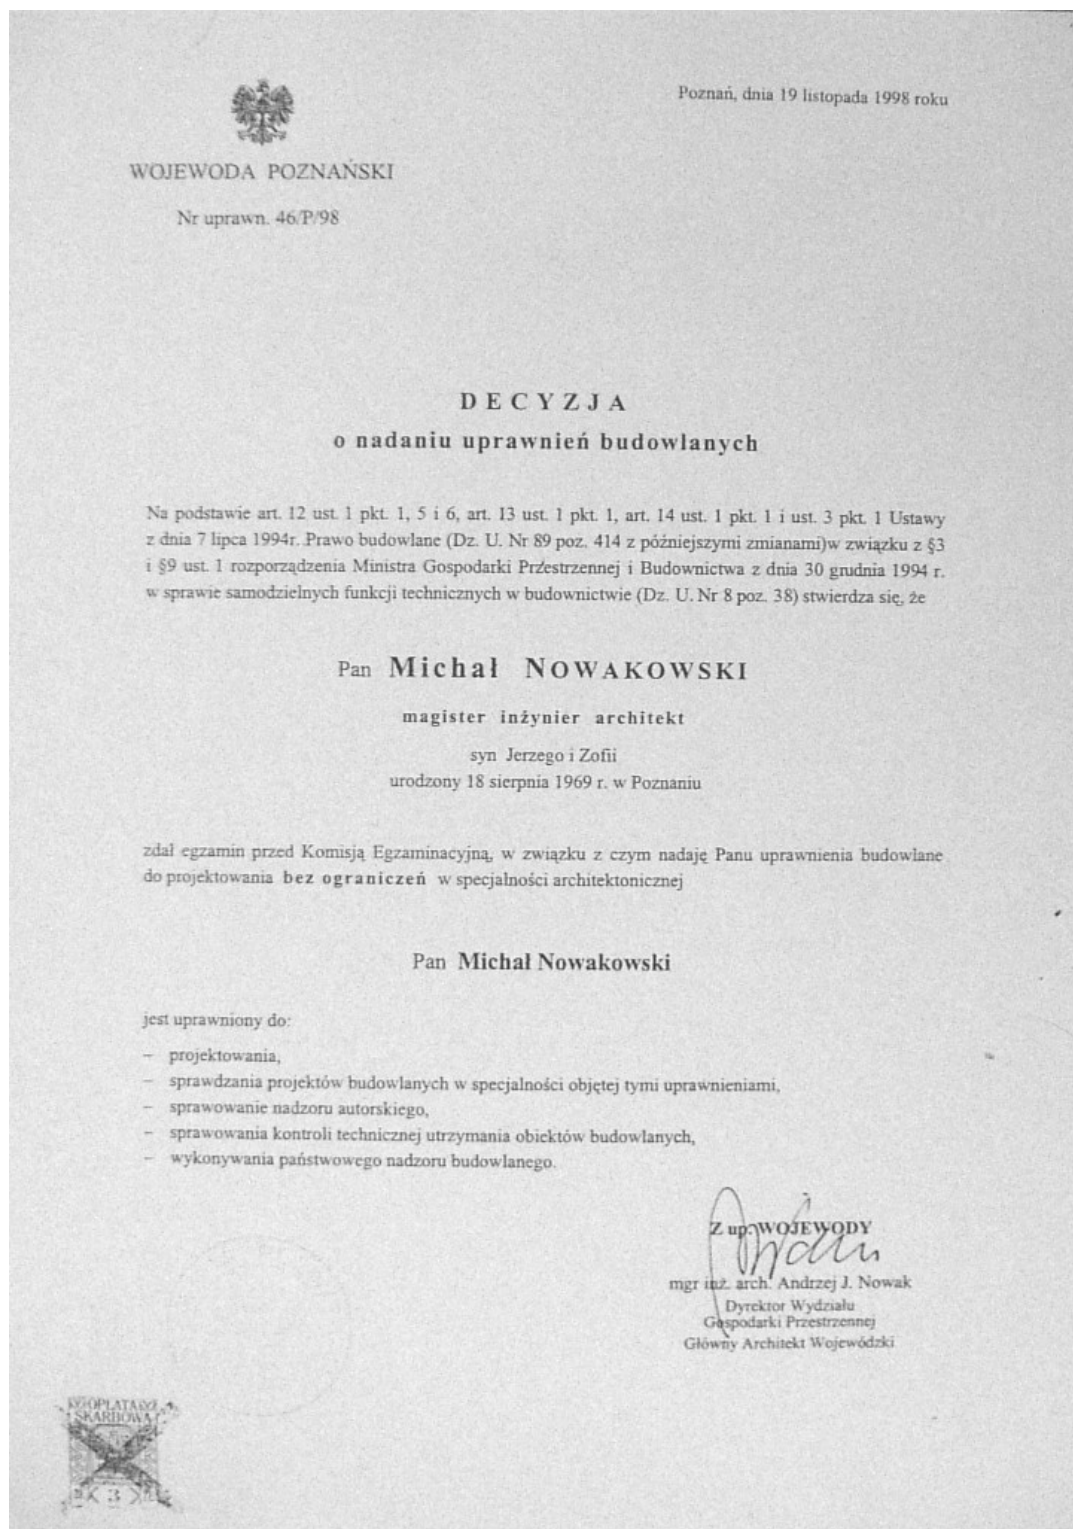 Poznań, dnia 19 listopada 1998 roku
WOJEWODA POZNAŃSKI
Nr uprawn. 46/P/98
DECYZJA
o nadaniu uprawnień budowlanych
Na podstawie art. 12 ust. 1 pkt. 1, 5 i 6, art. 13 ust. 1 pkt. 1, art. 14 ust. 1 pkt. 1 i ust. 3 pkt. 1 Ustawy
z dnia 7 lipca 1994r. Prawo budowlane (Dz. U. Nr 89 poz. 414 z późniejszymi zmianami)w związku z §3
i §9 ust. 1 rozporządzenia Ministra Gospodarki Przestrzennej i Budownictwa z dnia 30 grudnia 1994 r.
w sprawie samodzielnych funkcji technicznych w budownictwie (Dz. U. Nr 8 poz. 38) stwierdza się, że
Pan Michał NOWAKOWSKI
magister inżynier architekt
syn Jerzego i Zofii
urodzony 18 sierpnia 1969 r. w Poznaniu
zdał egzamin przed Komisją Egzaminacyjną, w związku z czym nadaję Panu uprawnienia budowlane
do projektowania bez ograniczeń w specjalności architektonicznej
Pan Michał Nowakowski
jest uprawniony do:
– projektowania,
– sprawdzania projektów budowlanych w specjalności objętej tymi uprawnieniami,
– sprawowanie nadzoru autorskiego,
– sprawowania kontroli technicznej utrzymania obiektów budowlanych,
– wykonywania państwowego nadzoru budowlanego.
Z up. WOJEWODY
mgr inż. arch. Andrzej J. Nowak
Dyrektor Wydziału
Gospodarki Przestrzennej
Główny Architekt Wojewódzki
OPŁATA
SKARBOWA
3